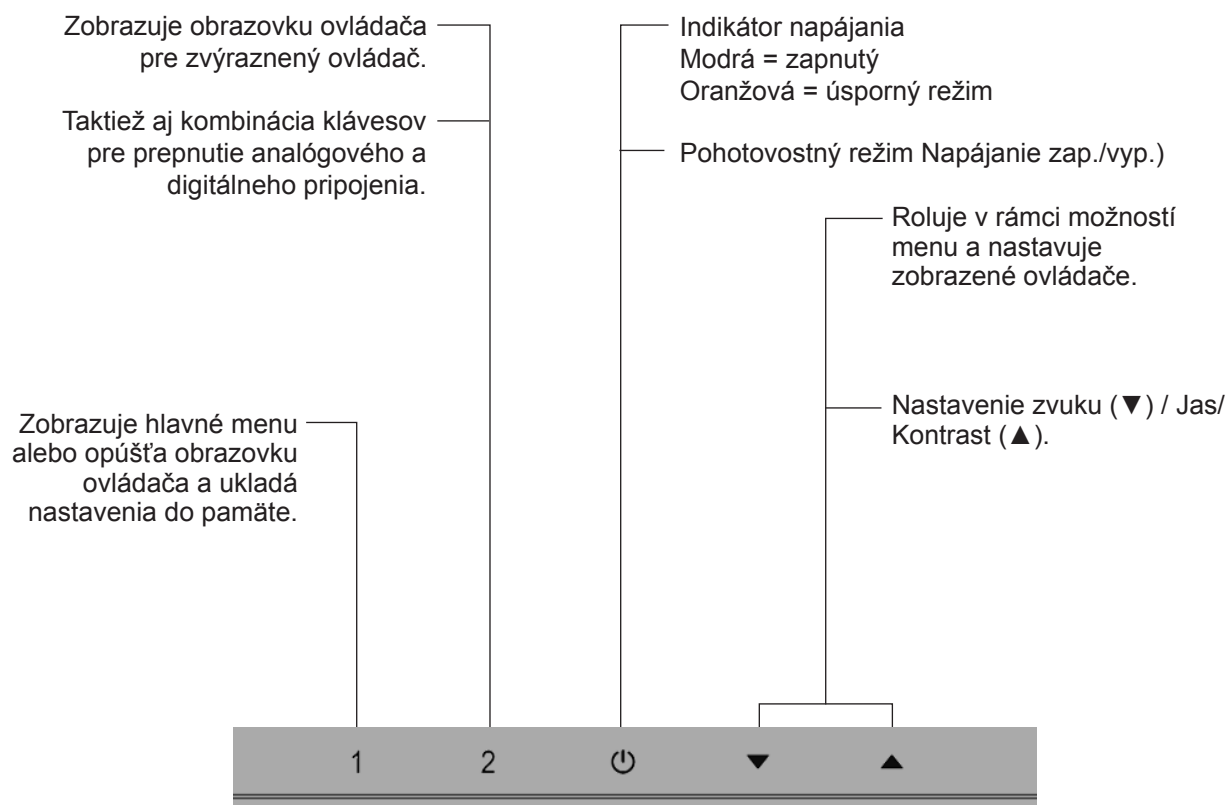 Zobrazuje obrazovku ovládača
pre zvýraznený ovládač.
Taktiež aj kombinácia klávesov
pre prepnutie analógového a
digitálneho pripojenia.
Indikátor napájania
Modrá = zapnutý
Oranžová = úsporný režim
Pohotovostný režim Napájanie zap./vyp.)
Roluje v rámci možností
menu a nastavuje
zobrazené ovládače.
Nastavenie zvuku (▼) / Jas/
Kontrast (▲).
Zobrazuje hlavné menu
alebo opúšťa obrazovku
ovládača a ukladá
nastavenia do pamäte.
1 2 ⏻ ▼ ▲